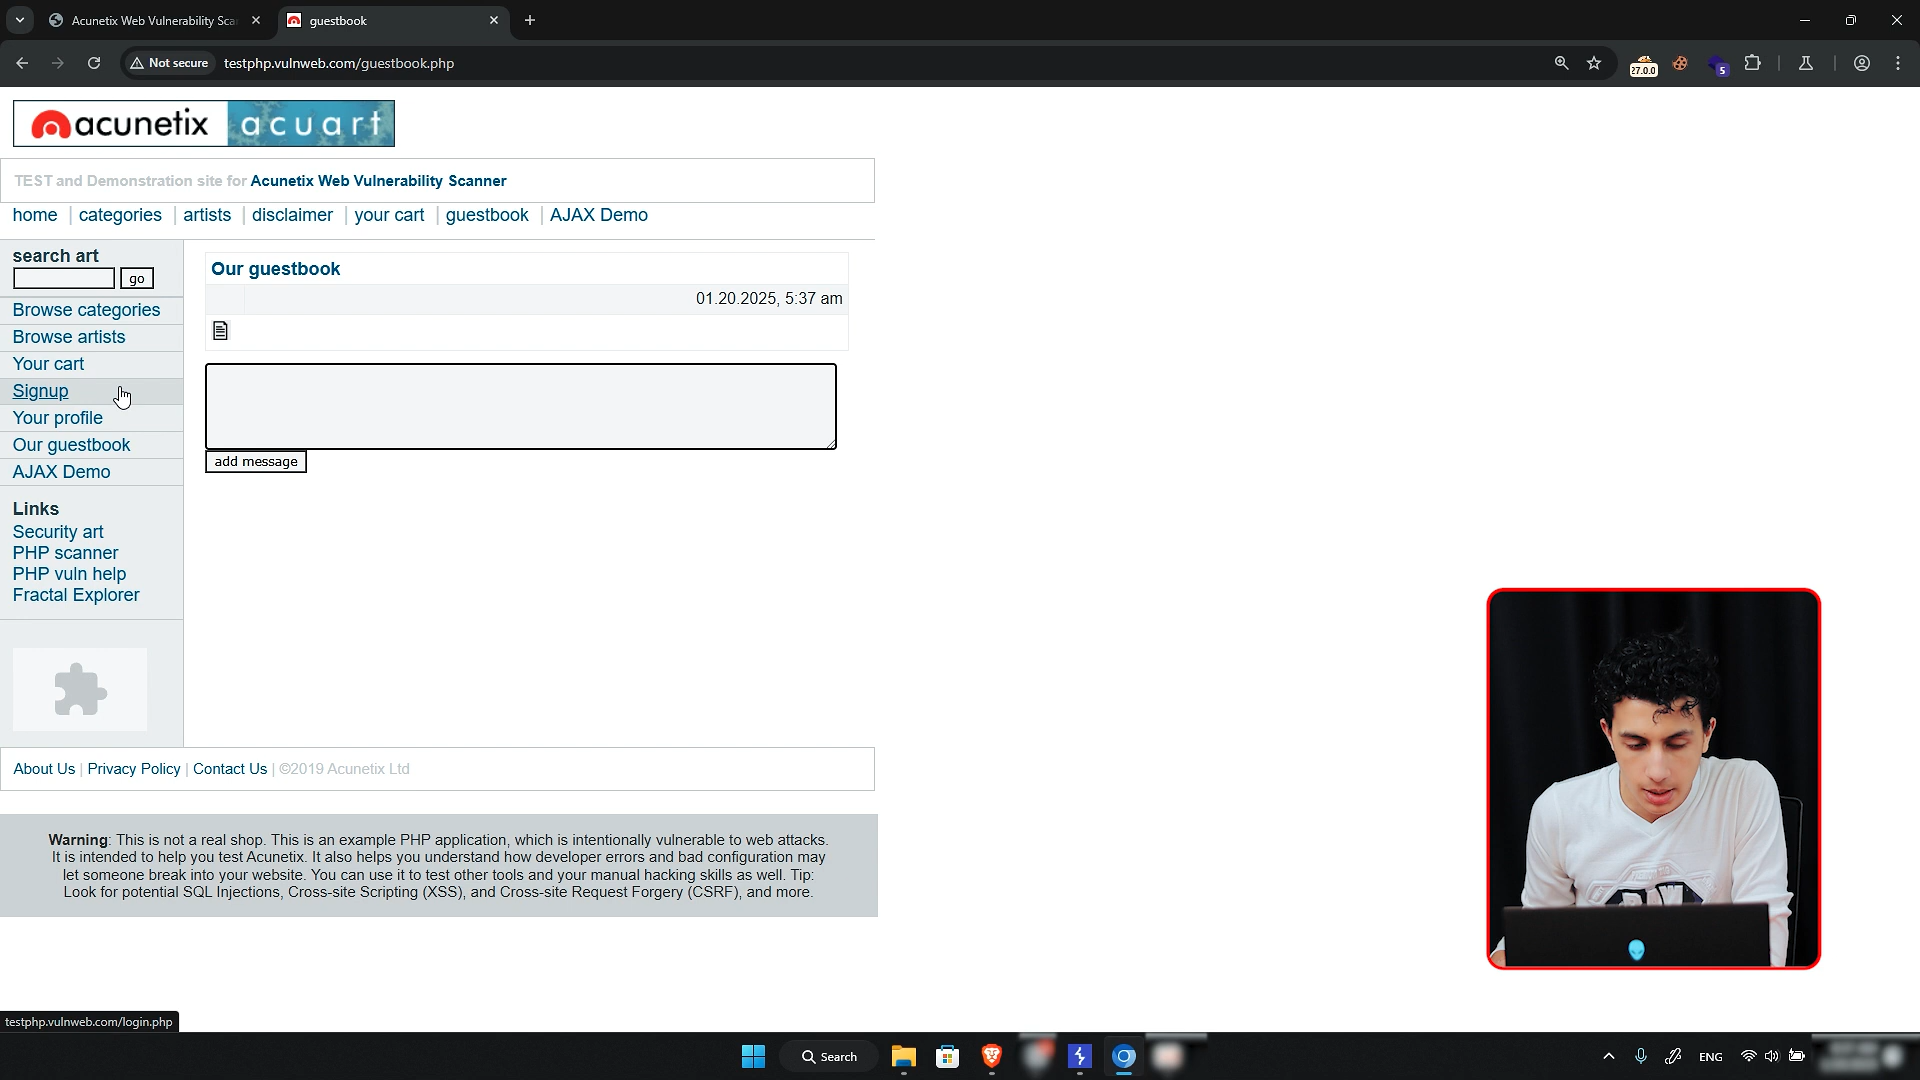 Acunetix Web Vulnerability Sca
guestbook
Not secure
testphp.vulnweb.com/guestbook.php
27.0.0
5
acunetix acuart
TEST and Demonstration site for Acunetix Web Vulnerability Scanner
home
categories
artists
disclaimer
your cart
guestbook
AJAX Demo
search art
go
Browse categories
Browse artists
Your cart
Signup
Your profile
Our guestbook
AJAX Demo
Links
Security art
PHP scanner
PHP vuln help
Fractal Explorer
Our guestbook
01.20.2025, 5:37 am
add message
About Us | Privacy Policy | Contact Us | ©2019 Acunetix Ltd
Warning: This is not a real shop. This is an example PHP application, which is intentionally vulnerable to web attacks.
It is intended to help you test Acunetix. It also helps you understand how developer errors and bad configuration may
let someone break into your website. You can use it to test other tools and your manual hacking skills as well. Tip:
Look for potential SQL Injections, Cross-site Scripting (XSS), and Cross-site Request Forgery (CSRF), and more.
testphp.vulnweb.com/login.php
Search
ENG